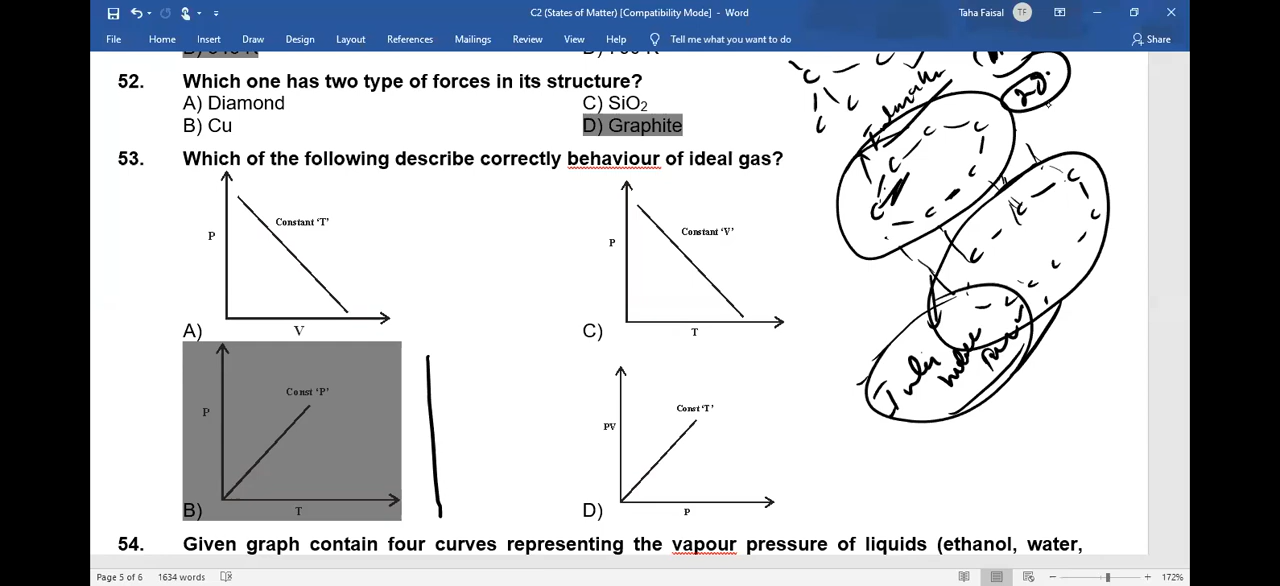 C2 (States of Matter) [Compatibility Mode] - Word
Taha Faisal TF
File Home Insert Draw Design Layout References Mailings Review View Help Tell me what you want to do Share
52. Which one has two type of forces in its structure?
A) Diamond C) SiO2
B) Cu D) Graphite
53. Which of the following describe correctly behaviour of ideal gas?
Constant ‘T’
P
V
A)
Constant ‘V’
P
T
C)
Const ‘P’
P
T
B)
Const ‘T’
PV
P
D)
54. Given graph contain four curves representing the vapour pressure of liquids (ethanol, water,
Page 5 of 6 1634 words 172%